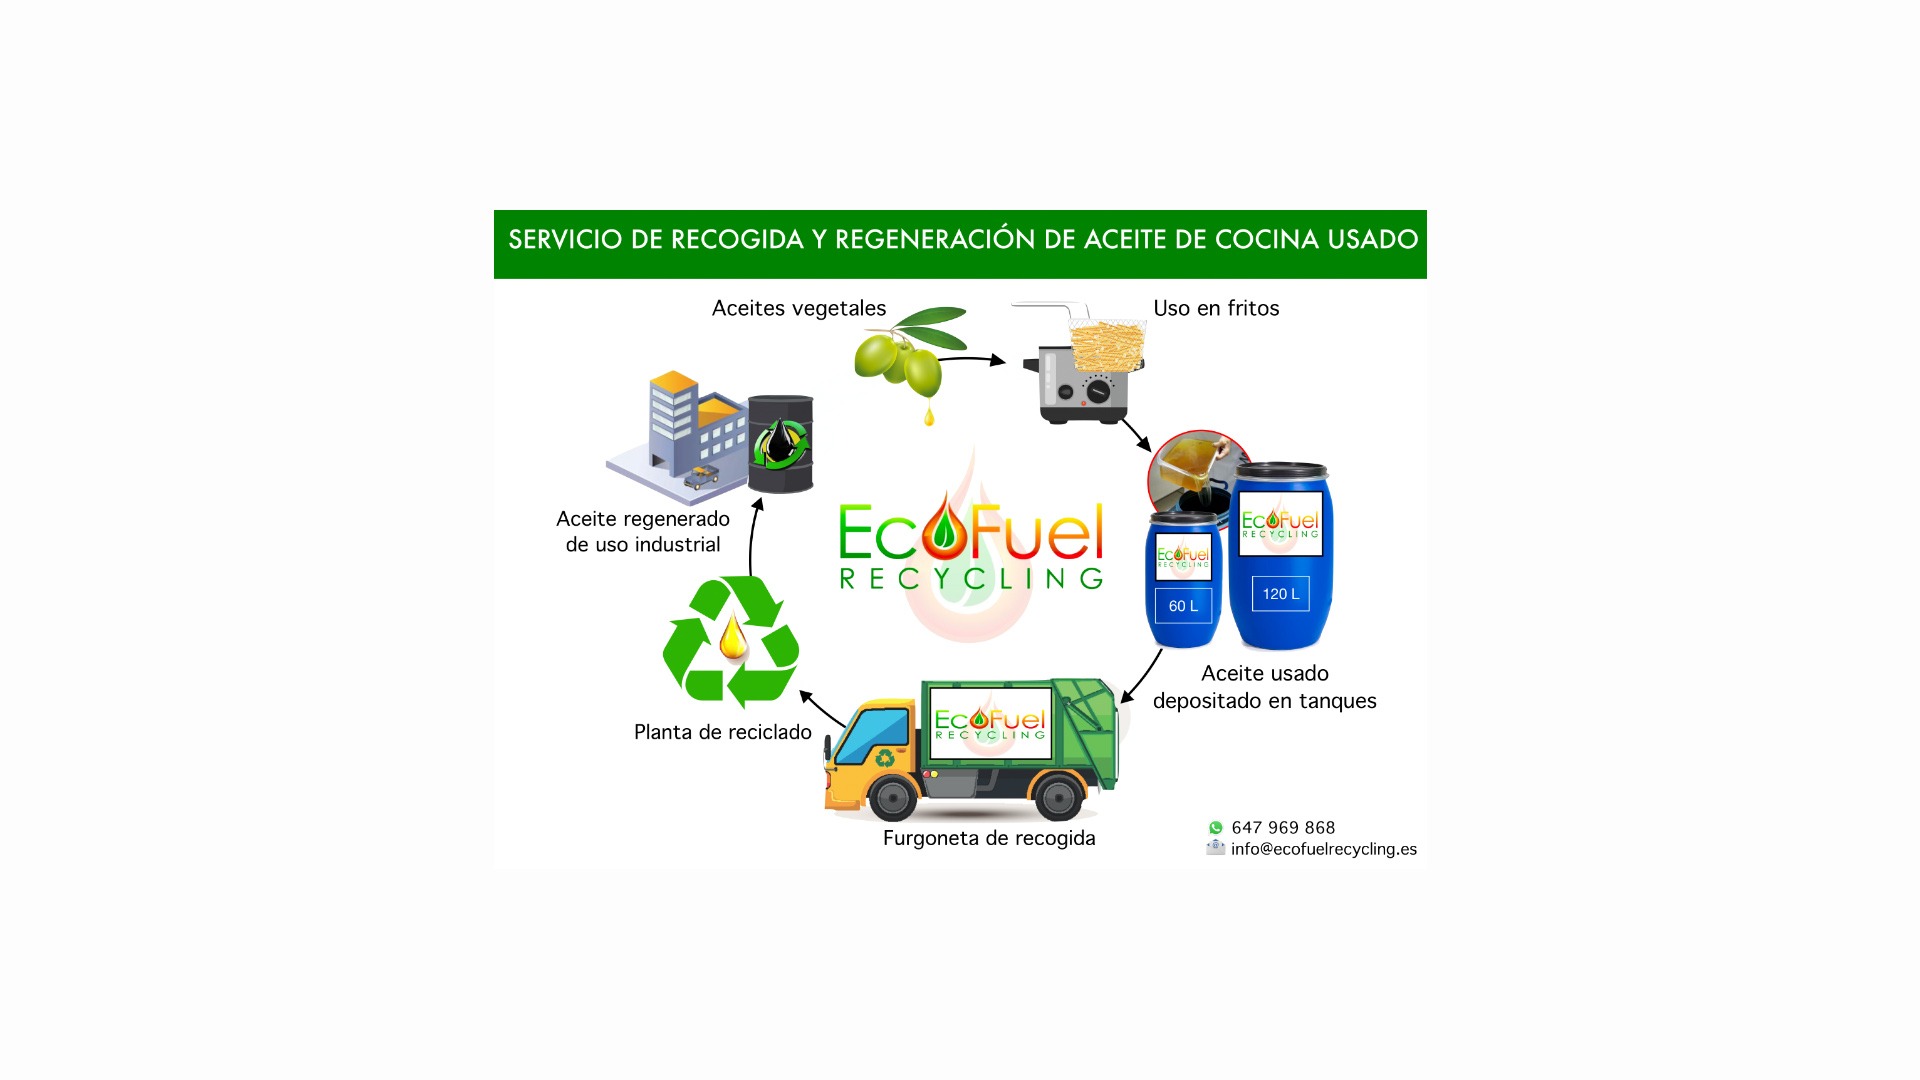 SERVICIO DE RECOGIDA Y REGENERACIÓN DE ACEITE DE COCINA USADO
Aceites vegetales
Uso en fritos
EcoFuel
RECYCLING
60 L
EcoFuel
RECYCLING
120 L
Aceite usado
depositado en tanques
EcoFuel
RECYCLING
Furgoneta de recogida
Planta de reciclado
Aceite regenerado
de uso industrial
EcoFuel
RECYCLING
647 969 868
info@ecofuelrecycling.es